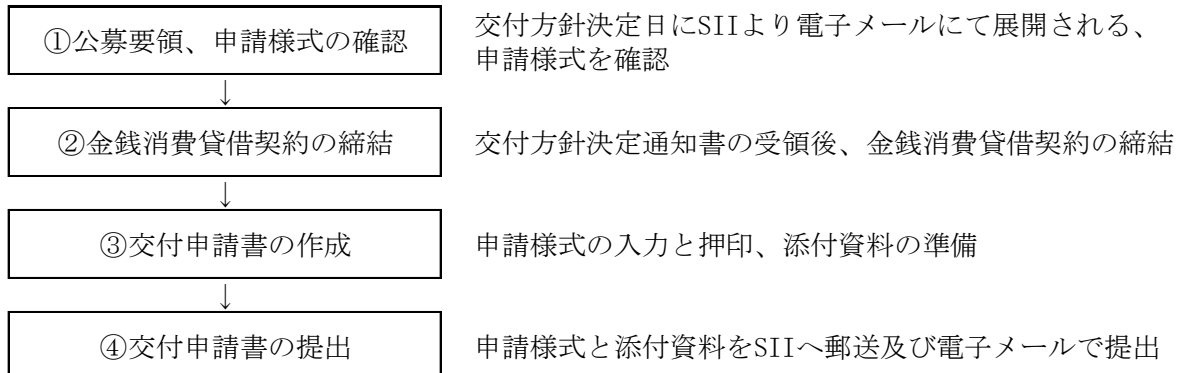 ①公募要領、申請様式の確認
交付方針決定日にSIIより電子メールにて展開される、
申請様式を確認
↓
②金銭消費貸借契約の締結
交付方針決定通知書の受領後、金銭消費貸借契約の締結
↓
③交付申請書の作成
申請様式の入力と押印、添付資料の準備
↓
④交付申請書の提出
申請様式と添付資料をSIIへ郵送及び電子メールで提出